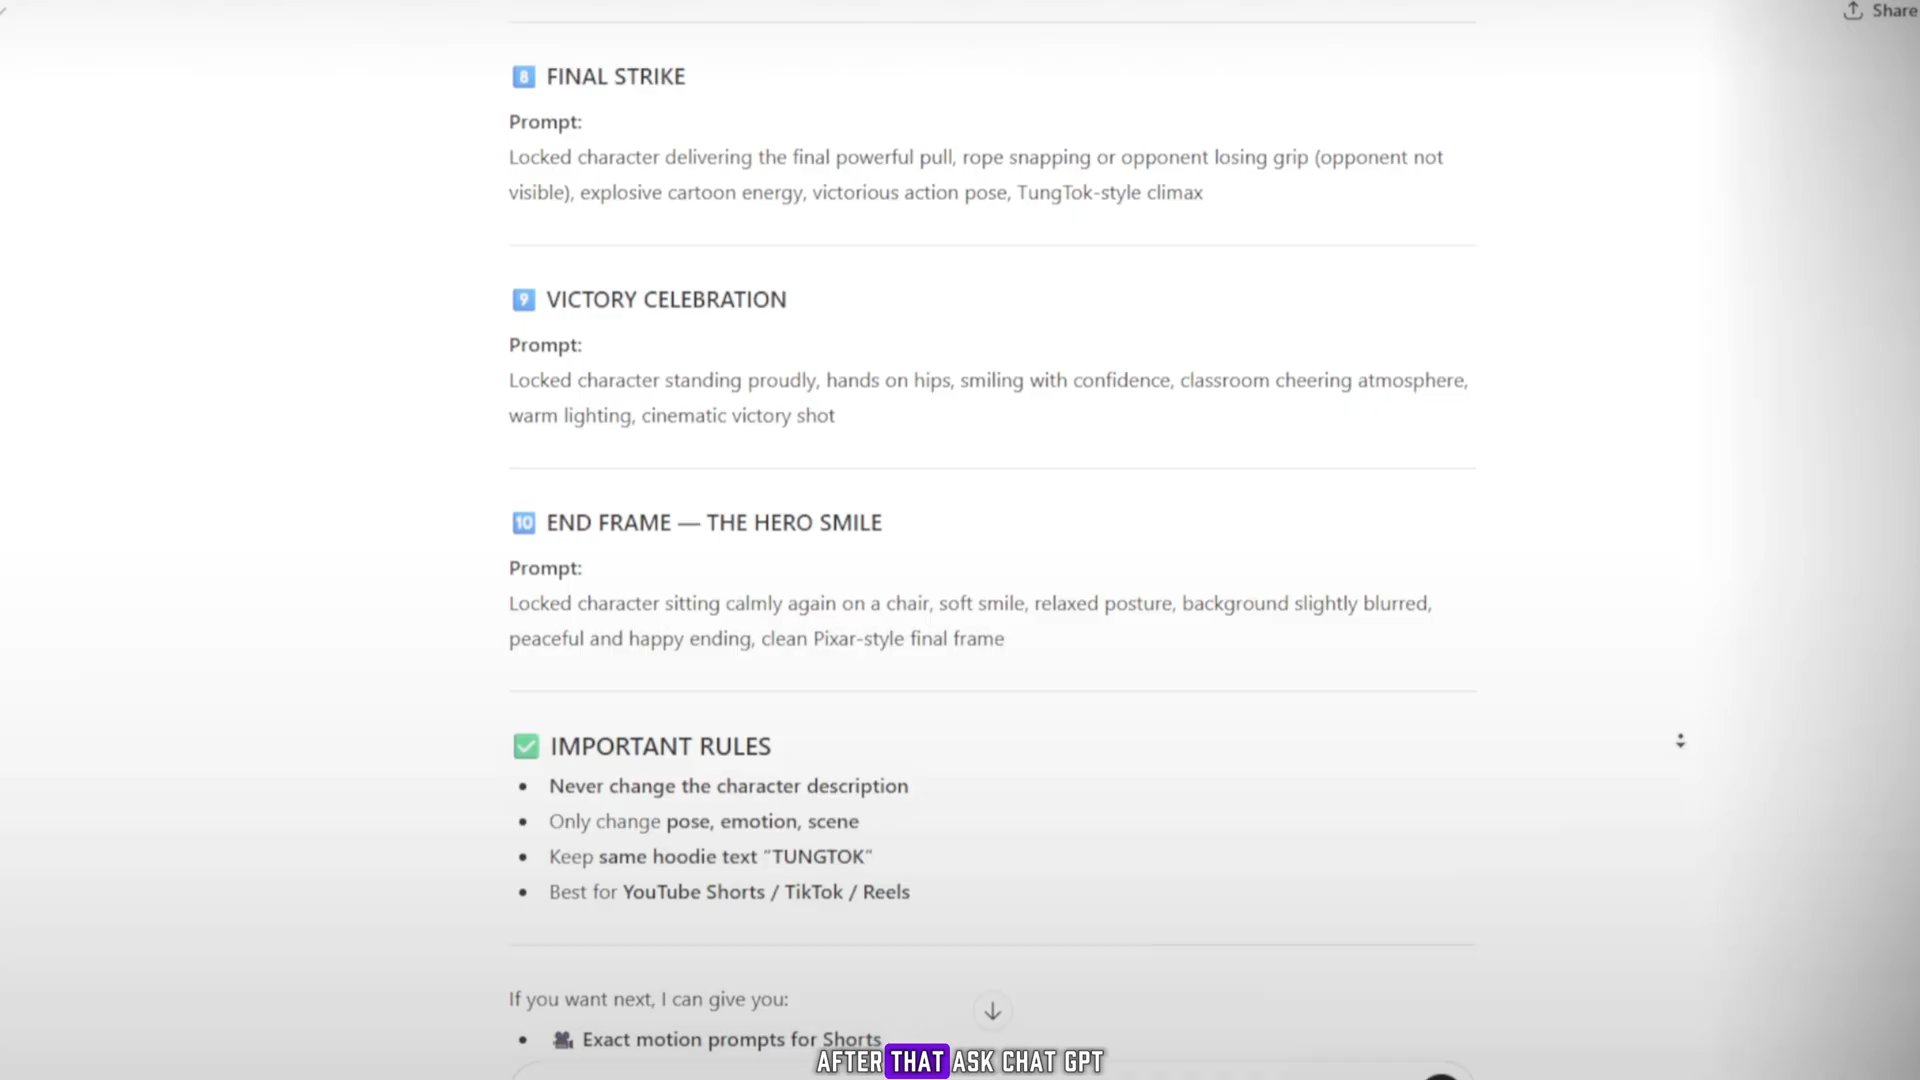 Share
8 FINAL STRIKE
Prompt:
Locked character delivering the final powerful pull, rope snapping or opponent losing grip (opponent not
visible), explosive cartoon energy, victorious action pose, TungTok-style climax
9 VICTORY CELEBRATION
Prompt:
Locked character standing proudly, hands on hips, smiling with confidence, classroom cheering atmosphere,
warm lighting, cinematic victory shot
10 END FRAME — THE HERO SMILE
Prompt:
Locked character sitting calmly again on a chair, soft smile, relaxed posture, background slightly blurred,
peaceful and happy ending, clean Pixar-style final frame
✅ IMPORTANT RULES
• Never change the character description
• Only change pose, emotion, scene
• Keep same hoodie text “TUNGTOK”
• Best for YouTube Shorts / TikTok / Reels
If you want next, I can give you:
• 🎥 Exact motion prompts for Shorts
AFTER THAT ASK CHAT GPT